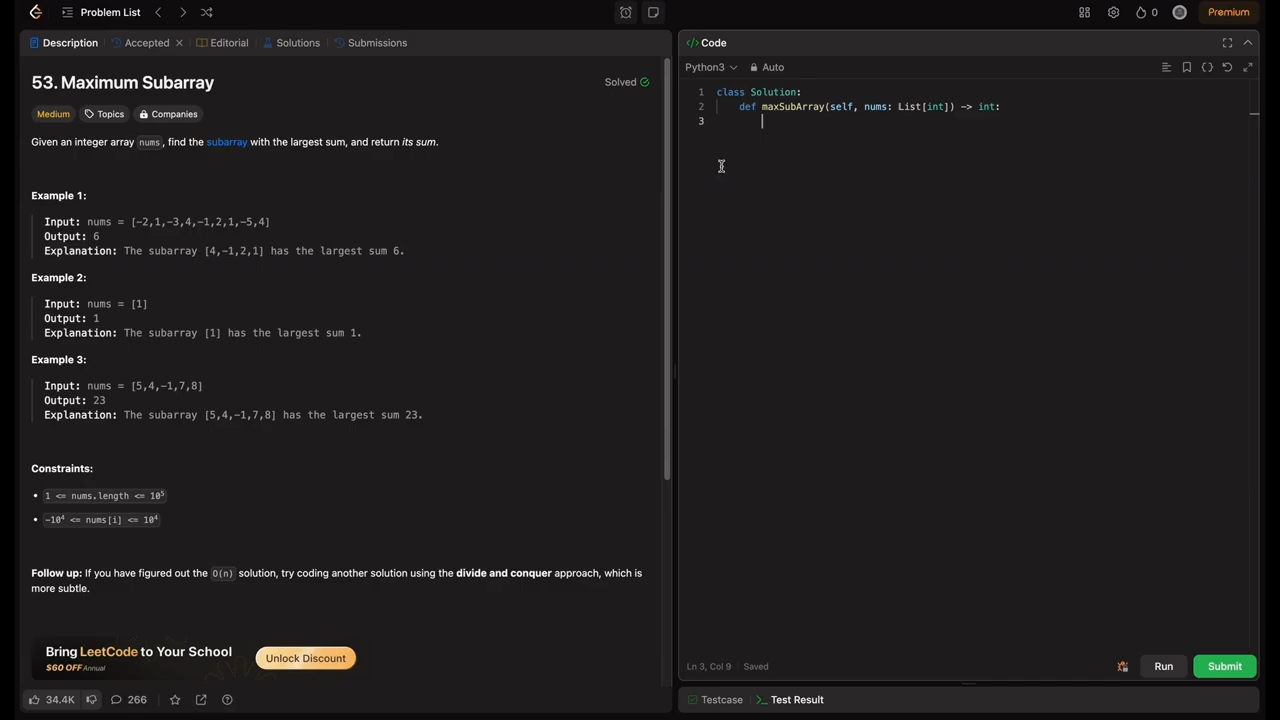 Problem List
0
Premium
Description
Accepted
Editorial
Solutions
Submissions
53. Maximum Subarray
Solved
Medium
Topics
Companies
Given an integer array nums, find the subarray with the largest sum, and return its sum.
Example 1:
Input: nums = [-2,1,-3,4,-1,2,1,-5,4]
Output: 6
Explanation: The subarray [4,-1,2,1] has the largest sum 6.
Example 2:
Input: nums = [1]
Output: 1
Explanation: The subarray [1] has the largest sum 1.
Example 3:
Input: nums = [5,4,-1,7,8]
Output: 23
Explanation: The subarray [5,4,-1,7,8] has the largest sum 23.
Constraints:
• 1 <= nums.length <= 10⁵
• -10⁴ <= nums[i] <= 10⁴
Follow up: If you have figured out the O(n) solution, try coding another solution using the divide and conquer approach, which is
more subtle.
Bring LeetCode to Your School
$60 OFF Annual
Unlock Discount
34.4K
266
</> Code
Python3
Auto
1 class Solution:
2 def maxSubArray(self, nums: List[int]) -> int:
3
Ln 3, Col 9
Saved
Run
Submit
Testcase
Test Result